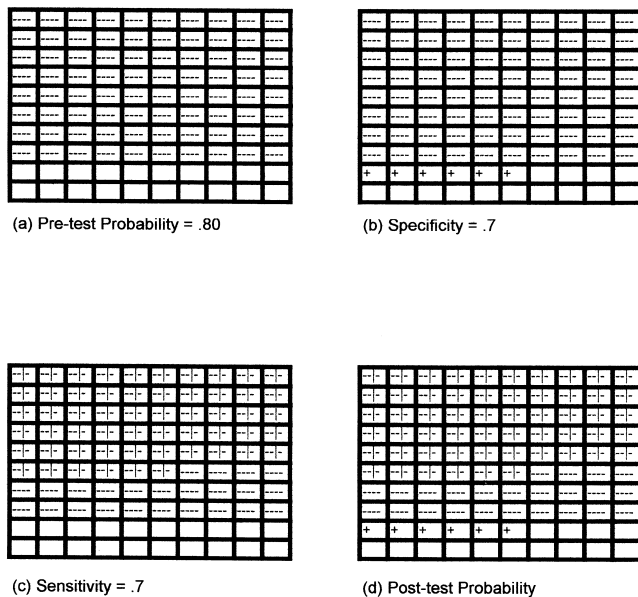 (a) Pre-test Probability = .80
+ + + + + +
(b) Specificity = .7
(c) Sensitivity = .7
+ + + + + +
(d) Post-test Probability